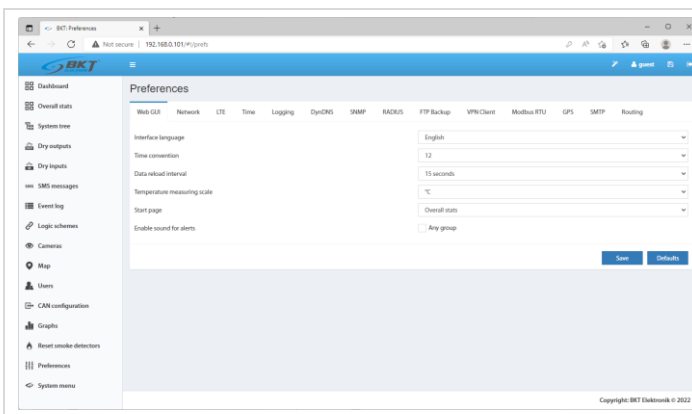 BKT: Preferences
Not secure | 192.168.0.101/#!/prefs
BKT
guest
Dashboard
Overall stats
System tree
Dry outputs
Dry inputs
SMS messages
Event log
Logic schemes
Cameras
Map
Users
CAN configuration
Graphs
Reset smoke detectors
Preferences
System menu
Preferences
Web GUI Network LTE Time Logging DynDNS SNMP RADIUS FTP Backup VPN Client Modbus RTU GPS SMTP Routing
Interface language English
Time convention 12
Data reload interval 15 seconds
Temperature measuring scale °C
Start page Overall stats
Enable sound for alerts Any group
Save Defaults
Copyright: BKT Elektronik © 2022